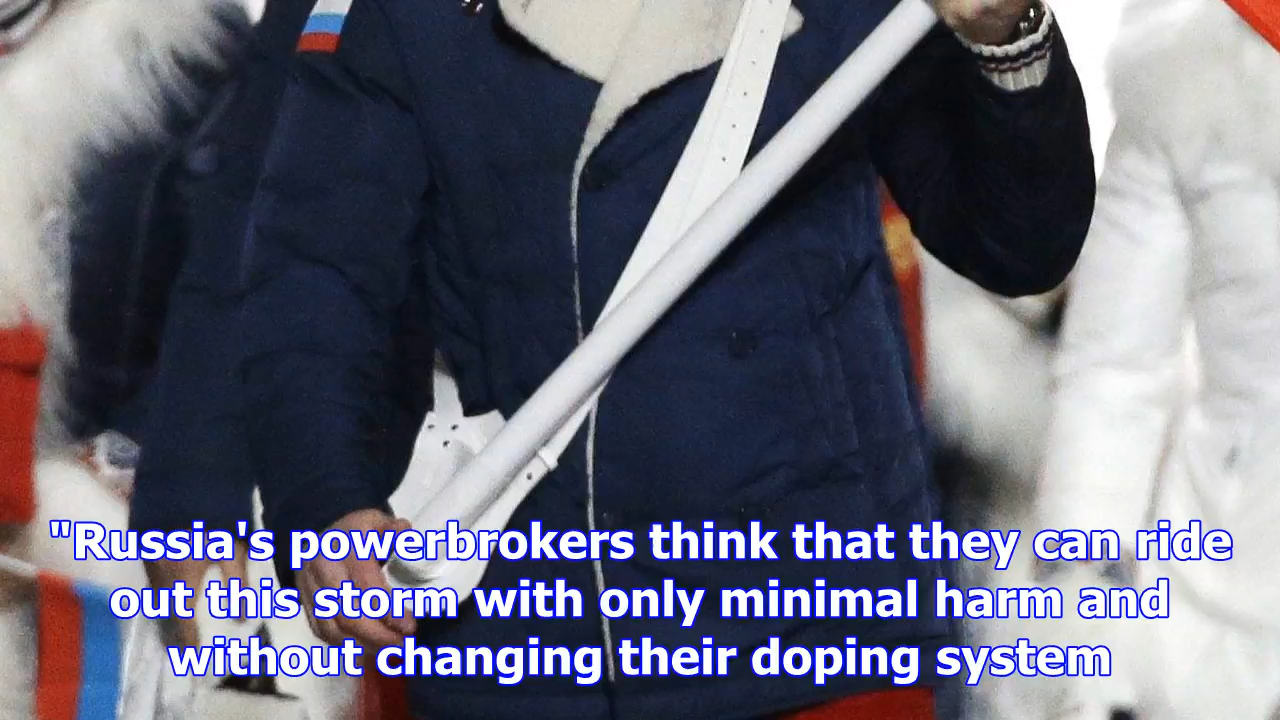 "Russia's powerbrokers think that they can ride
out this storm with only minimal harm and
without changing their doping system